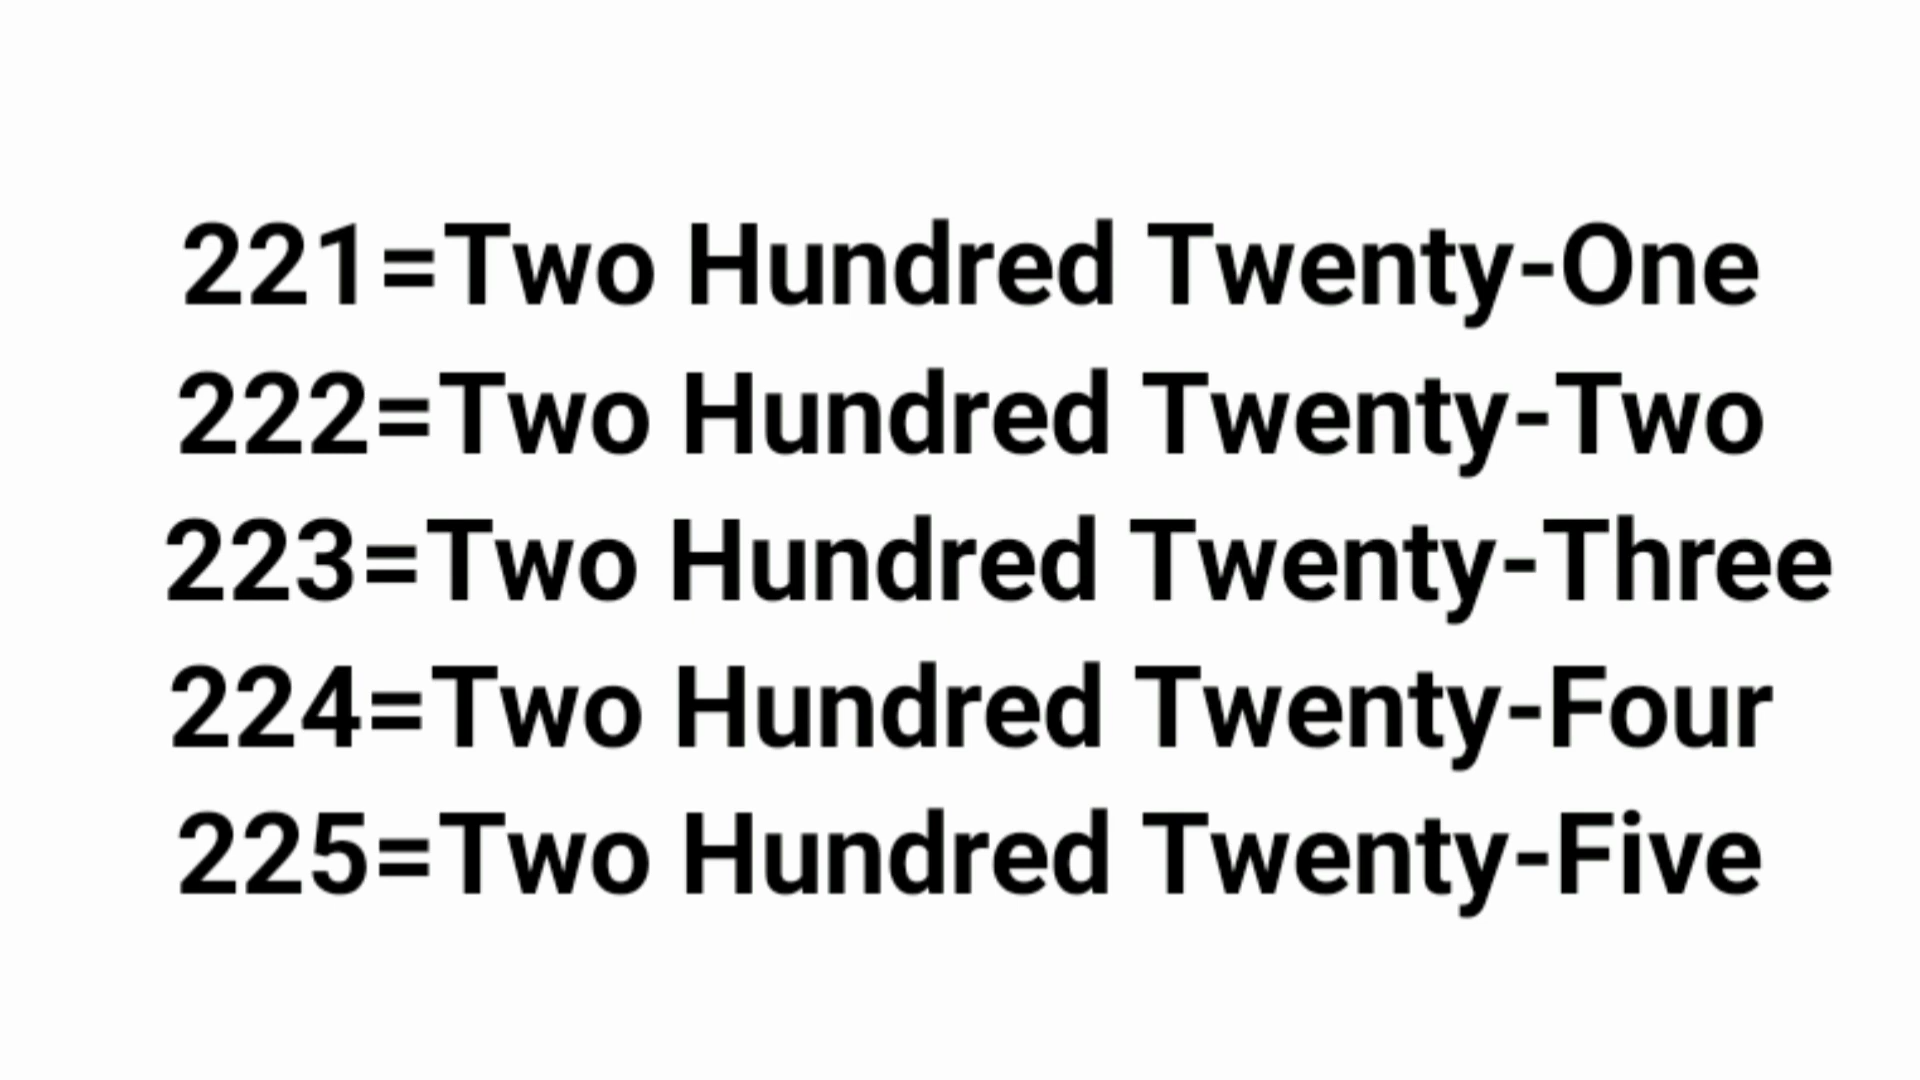 221=Two Hundred Twenty-One
222=Two Hundred Twenty-Two
223=Two Hundred Twenty-Three
224=Two Hundred Twenty-Four
225=Two Hundred Twenty-Five